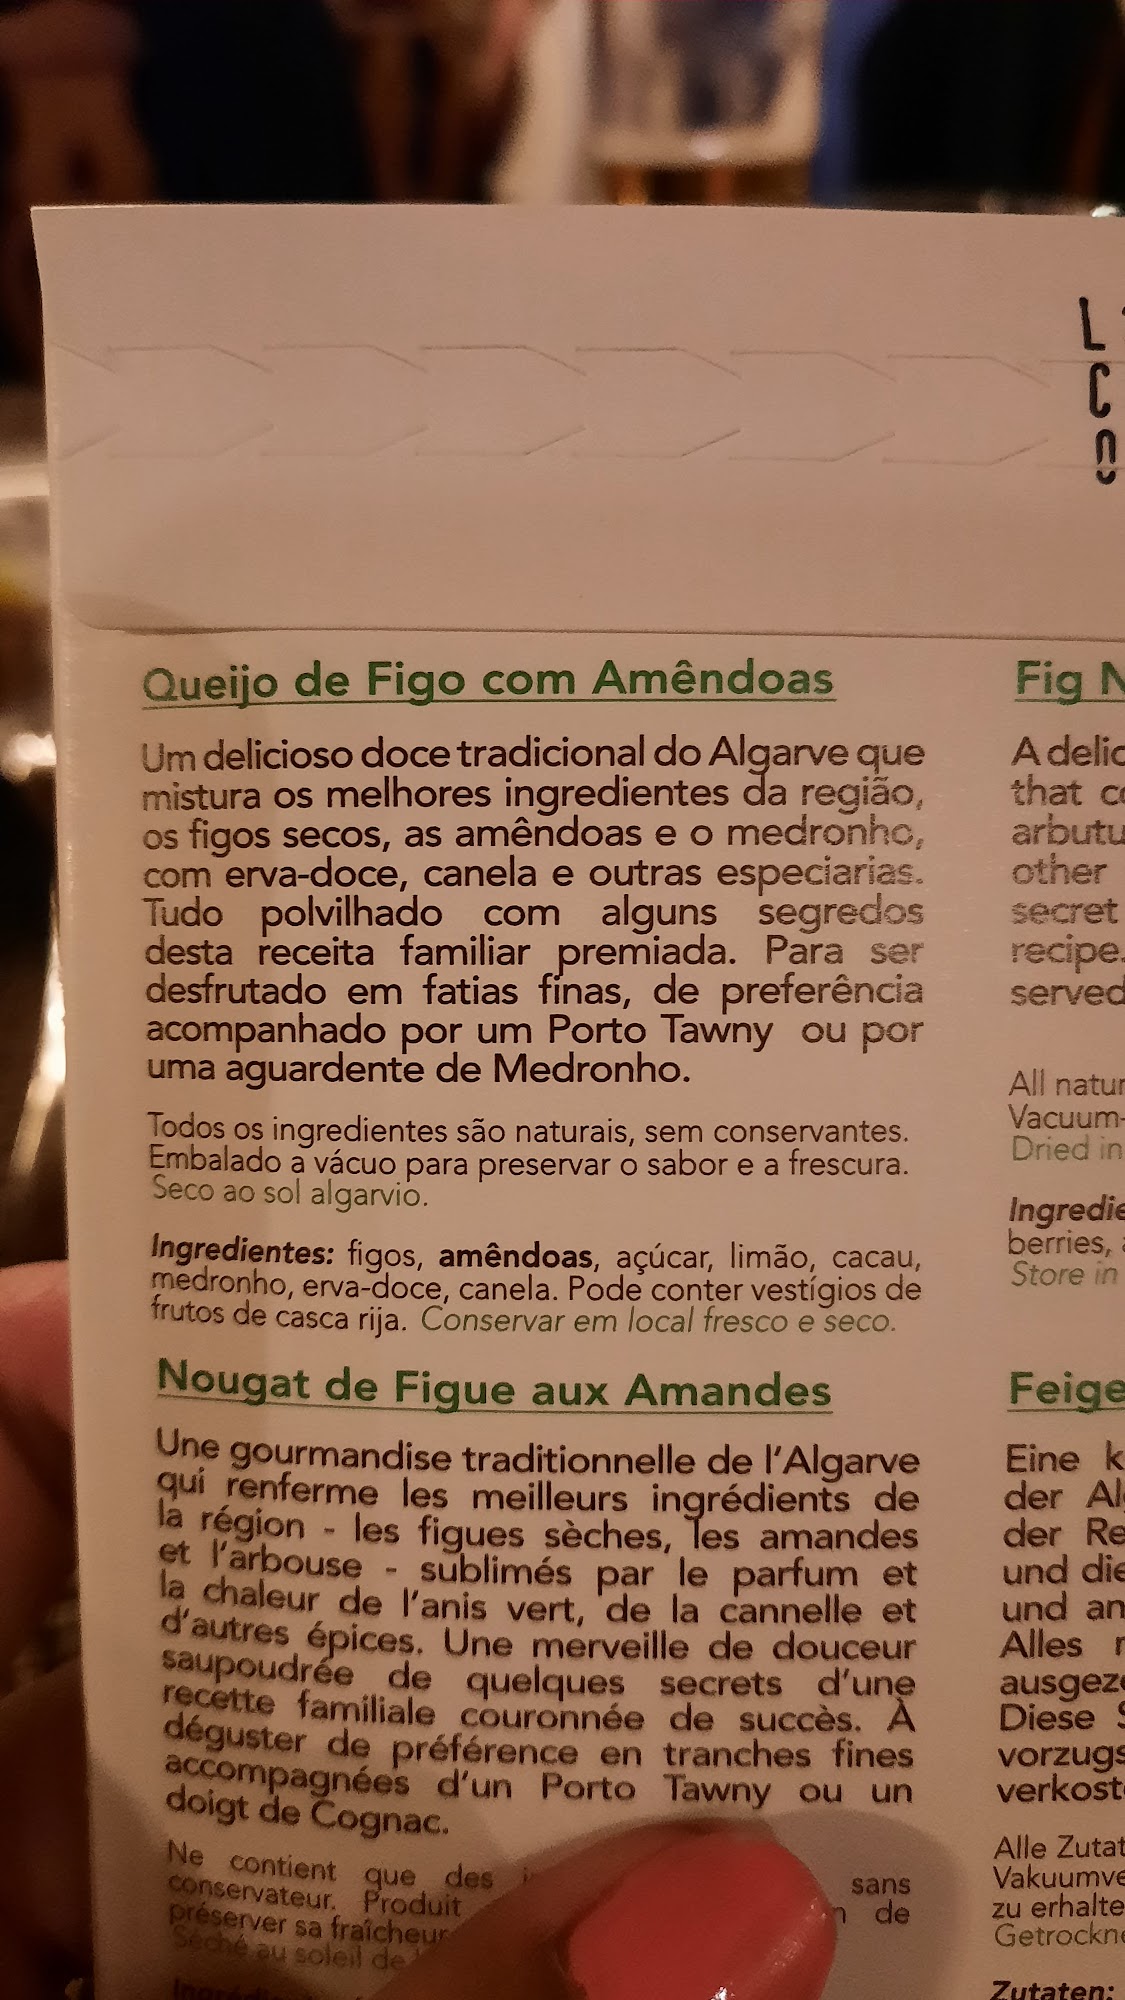 L
C
n
Queijo de Figo com Amêndoas
Um delicioso doce tradicional do Algarve que
mistura os melhores ingredientes da região,
os figos secos, as amêndoas e o medronho,
com erva-doce, canela e outras especiarias.
Tudo polvilhado com alguns segredos
desta receita familiar premiada. Para ser
desfrutado em fatias finas, de preferência
acompanhado por um Porto Tawny ou por
uma aguardente de Medronho.
Todos os ingredientes são naturais, sem conservantes.
Embalado a vácuo para preservar o sabor e a frescura.
Seco ao sol algarvio.
Ingredientes: figos, amêndoas, açúcar, limão, cacau,
medronho, erva-doce, canela. Pode conter vestígios de
frutos de casca rija. Conservar em local fresco e seco.
Fig N
A delic
that co
arbutu
other
secret
recipe.
served
All natur
Vacuum-
Dried in
Ingredie
berries,
Store in
Nougat de Figue aux Amandes
Une gourmandise traditionnelle de l'Algarve
qui renferme les meilleurs ingrédients de
la région - les figues sèches, les amandes
et l'arbouse - sublimés par le parfum et
la chaleur de l'anis vert, de la cannelle et
d'autres épices. Une merveille de douceur
saupoudrée de quelques secrets d'une
recette familiale couronnée de succès. À
déguster de préférence en tranches fines
accompagnées d'un Porto Tawny ou un
doigt de Cognac.
Ne contient que des sans
conservateur. Produit n de
préserver sa fraîcheur
Séché au soleil de
Feige
Eine k
der Al
der Re
und die
und an
Alles
ausgeze
Diese S
vorzugs
verkost
Alle Zutat
Vakuumve
zu erhalte
Getrockne
Zutaten: